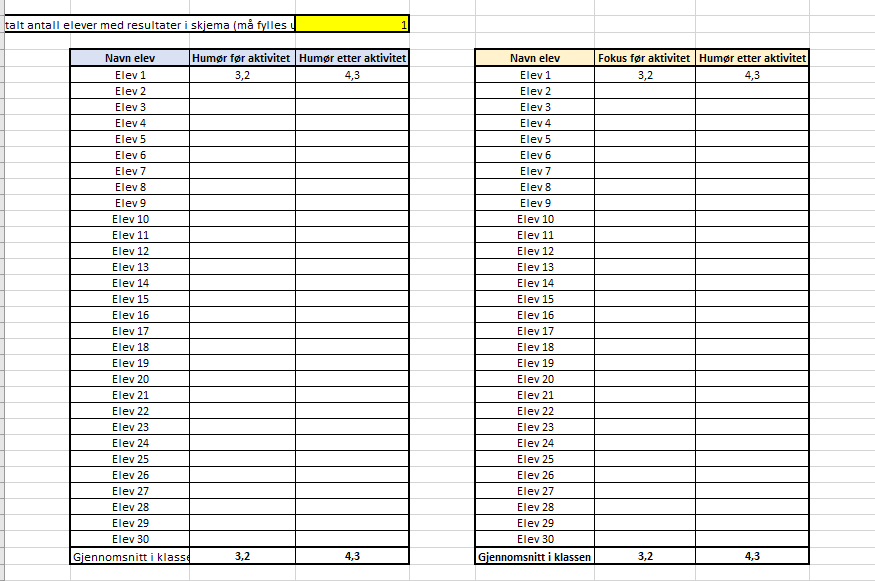 talt antall elever med resultater i skjema (må fylles u 1
Navn elev Humør før aktivitet Humør etter aktivitet Navn elev Fokus før aktivitet Humør etter aktivitet
Elev 1 3,2 4,3 Elev 1 3,2 4,3
Elev 2 Elev 2
Elev 3 Elev 3
Elev 4 Elev 4
Elev 5 Elev 5
Elev 6 Elev 6
Elev 7 Elev 7
Elev 8 Elev 8
Elev 9 Elev 9
Elev 10 Elev 10
Elev 11 Elev 11
Elev 12 Elev 12
Elev 13 Elev 13
Elev 14 Elev 14
Elev 15 Elev 15
Elev 16 Elev 16
Elev 17 Elev 17
Elev 18 Elev 18
Elev 19 Elev 19
Elev 20 Elev 20
Elev 21 Elev 21
Elev 22 Elev 22
Elev 23 Elev 23
Elev 24 Elev 24
Elev 25 Elev 25
Elev 26 Elev 26
Elev 27 Elev 27
Elev 28 Elev 28
Elev 29 Elev 29
Elev 30 Elev 30
Gjennomsnitt i klasse 3,2 4,3 Gjennomsnitt i klassen 3,2 4,3